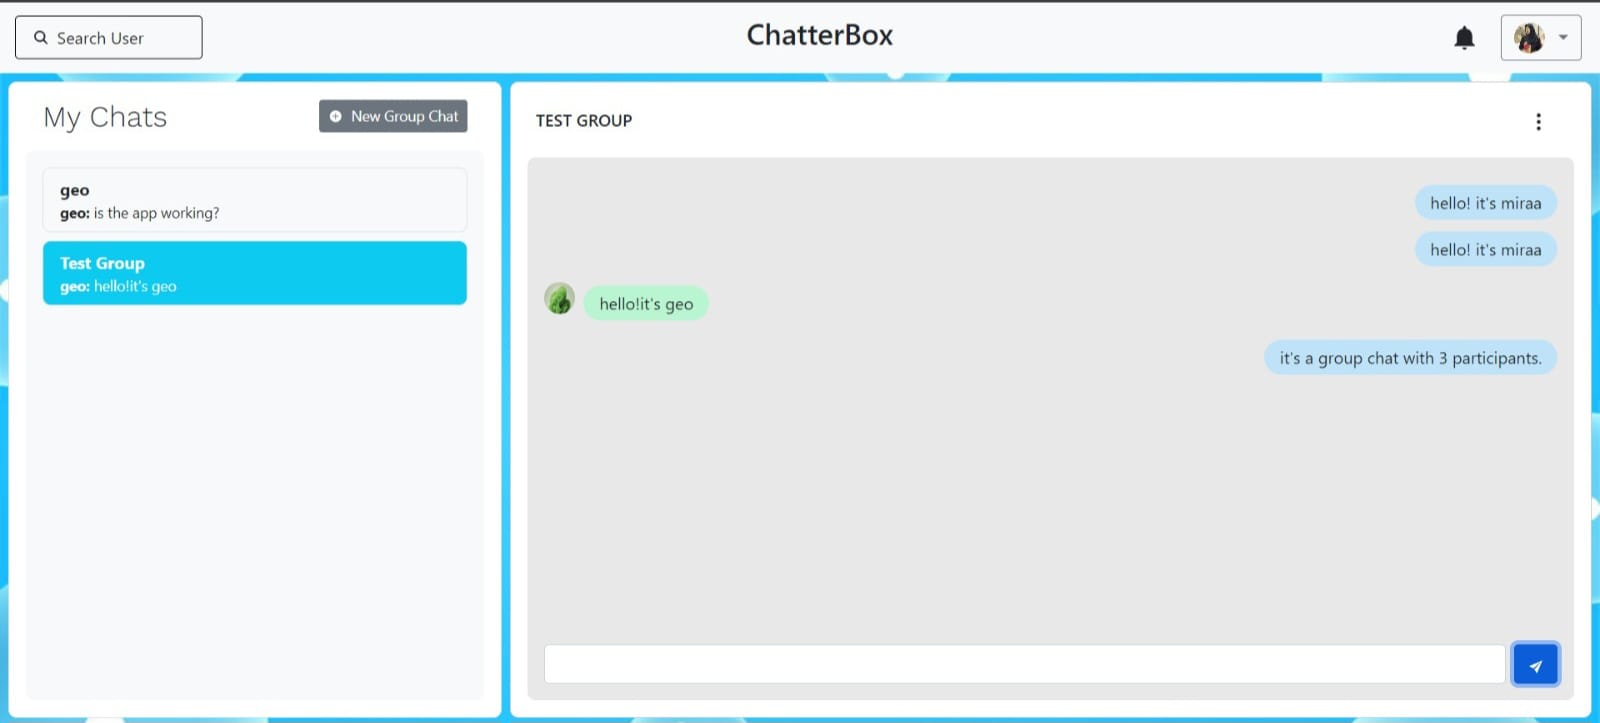 Search User
ChatterBox
My Chats
New Group Chat
geo
geo: is the app working?
Test Group
geo: hello!it's geo
TEST GROUP
hello! it's miraa
hello! it's miraa
hello!it's geo
it's a group chat with 3 participants.